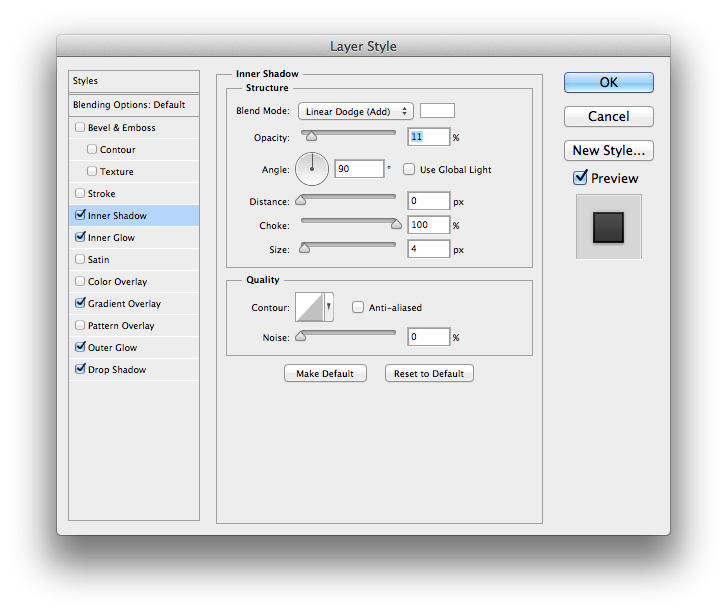 Layer Style
Styles
Blending Options: Default
Bevel & Emboss
Contour
Texture
Stroke
Inner Shadow
Inner Glow
Satin
Color Overlay
Gradient Overlay
Pattern Overlay
Outer Glow
Drop Shadow
Inner Shadow
Structure
Blend Mode: Linear Dodge (Add)
Opacity: 11 %
Angle: 90 ° Use Global Light
Distance: 0 px
Choke: 100 %
Size: 4 px
Quality
Contour: Anti-aliased
Noise: 0 %
Make Default Reset to Default
OK
Cancel
New Style...
Preview